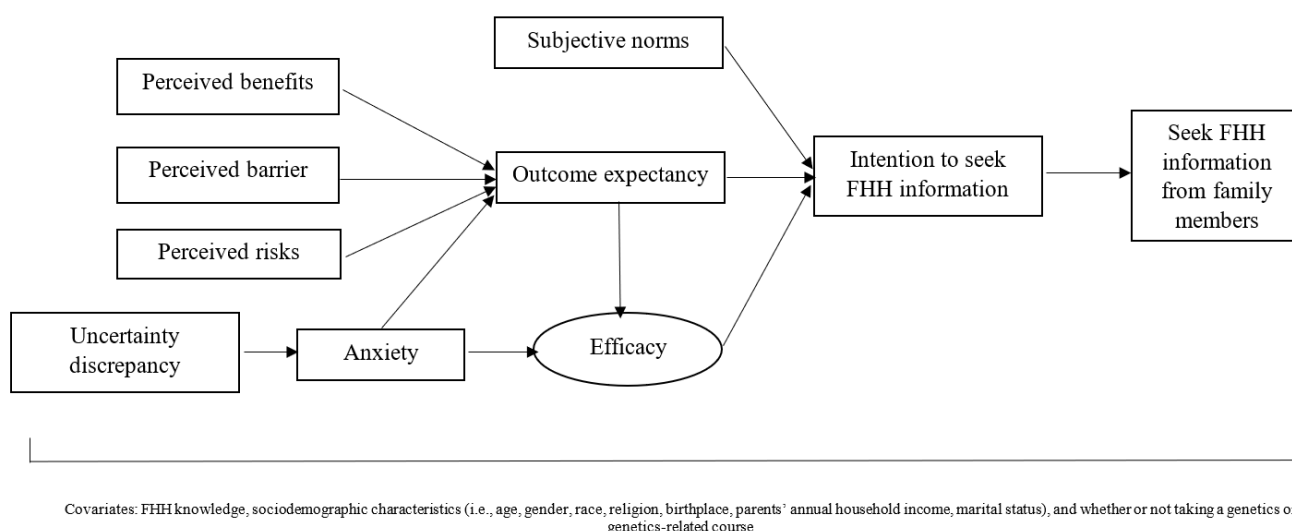 Subjective norms
Perceived benefits
Perceived barrier
Perceived risks
Outcome expectancy
Intention to seek
FHH information
Seek FHH
information
from family
members
Uncertainty
discrepancy
Anxiety
Efficacy
Covariates: FHH knowledge, sociodemographic characteristics (i.e., age, gender, race, religion, birthplace, parents' annual household income, marital status), and whether or not taking a genetics or
genetics-related course